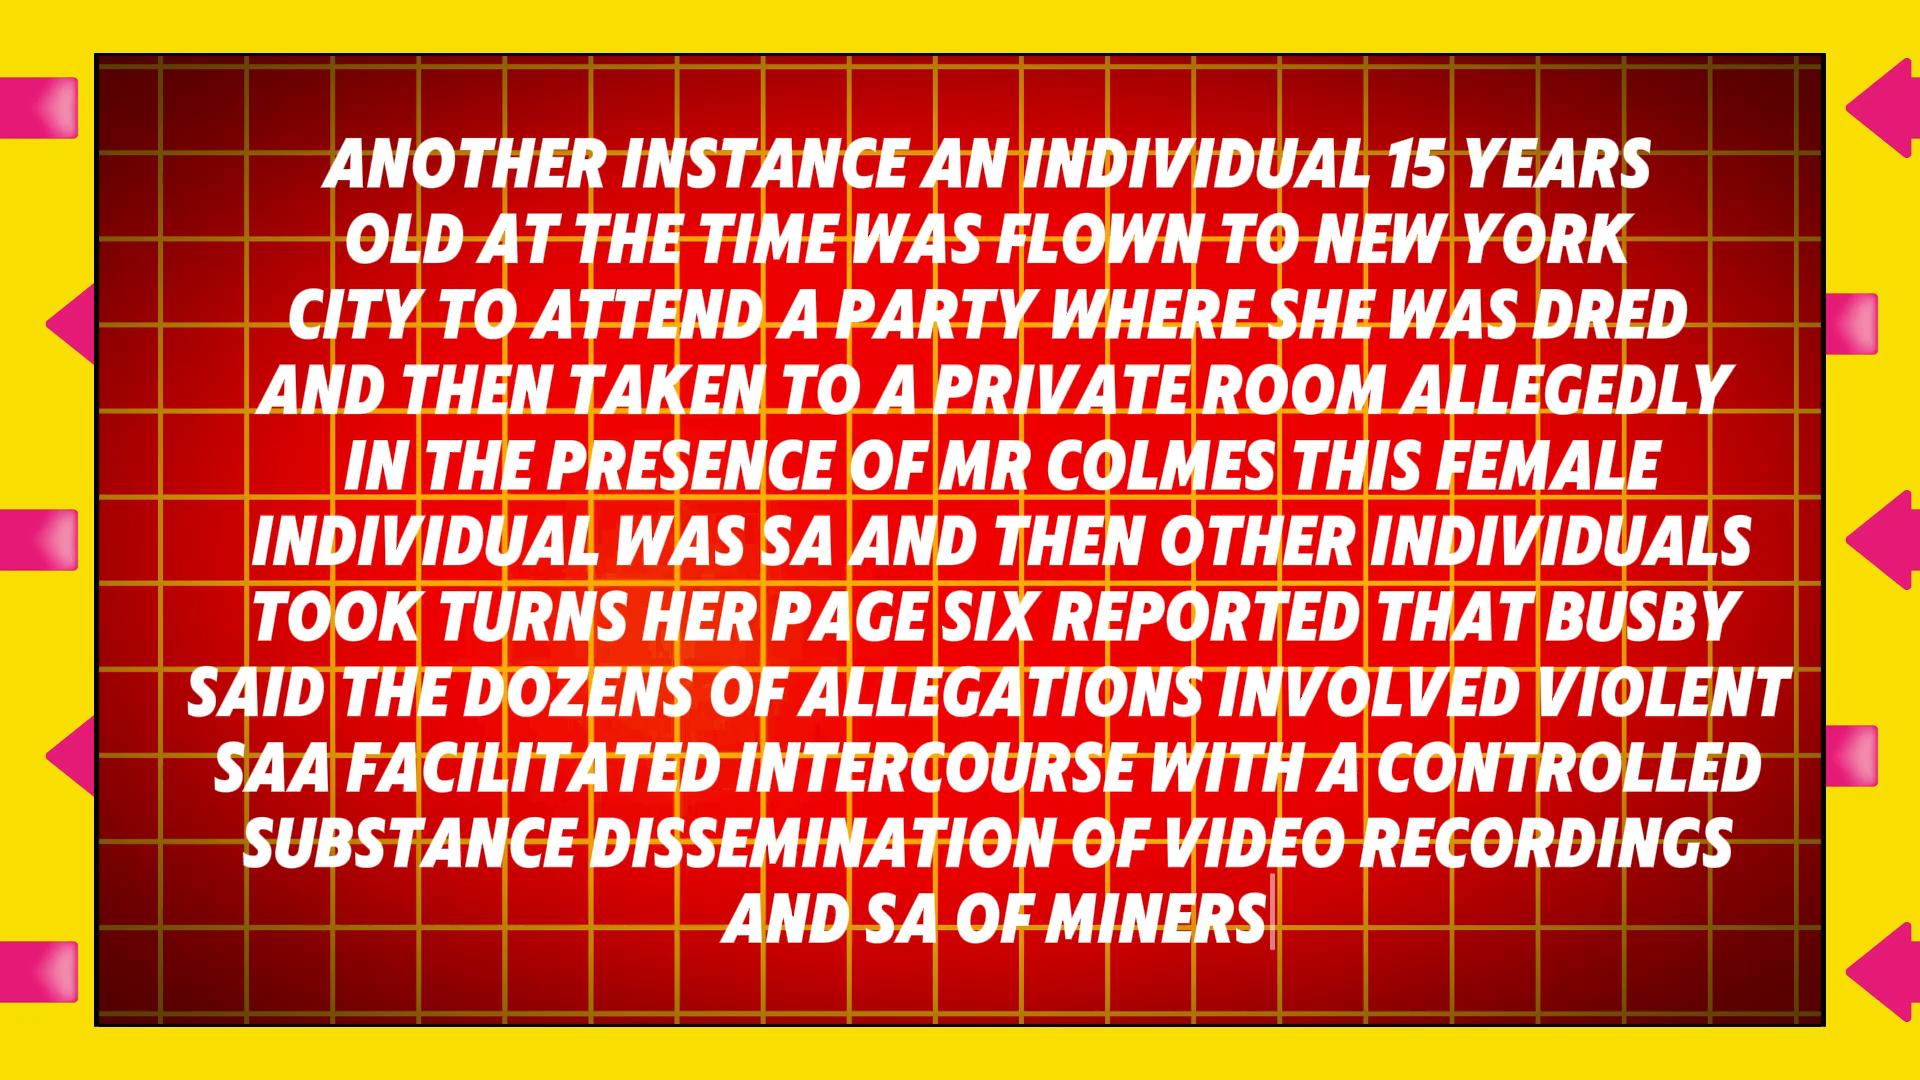 ANOTHER INSTANCE AN INDIVIDUAL 15 YEARS
OLD AT THE TIME WAS FLOWN TO NEW YORK
CITY TO ATTEND A PARTY WHERE SHE WAS DRED
AND THEN TAKEN TO A PRIVATE ROOM ALLEGEDLY
IN THE PRESENCE OF MR COLMES THIS FEMALE
INDIVIDUAL WAS SA AND THEN OTHER INDIVIDUALS
TOOK TURNS HER PAGE SIX REPORTED THAT BUSBY
SAID THE DOZENS OF ALLEGATIONS INVOLVED VIOLENT
SAA FACILITATED INTERCOURSE WITH A CONTROLLED
SUBSTANCE DISSEMINATION OF VIDEO RECORDINGS
AND SA OF MINERS